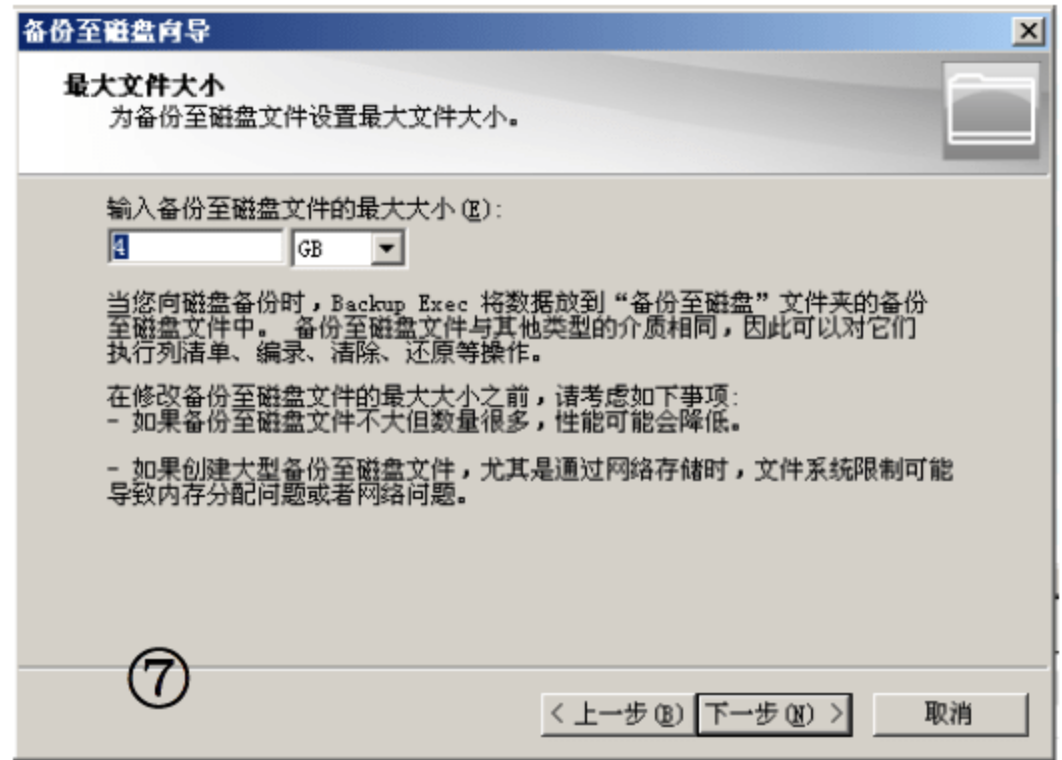 备份至磁盘向导
最大文件大小
为备份至磁盘文件设置最大文件大小。
输入备份至磁盘文件的最大大小(E):
4 GB
当您向磁盘备份时，Backup Exec 将数据放到“备份至磁盘”文件夹的备份
至磁盘文件中。 备份至磁盘文件与其他类型的介质相同，因此可以对它们
执行列清单、编录、清除、还原等操作。
在修改备份至磁盘文件的最大大小之前，请考虑如下事项:
- 如果备份至磁盘文件不大但数量很多，性能可能会降低。
- 如果创建大型备份至磁盘文件，尤其是通过网络存储时，文件系统限制可能
导致内存分配问题或者网络问题。
⑦
< 上一步(B) 下一步(N) > 取消